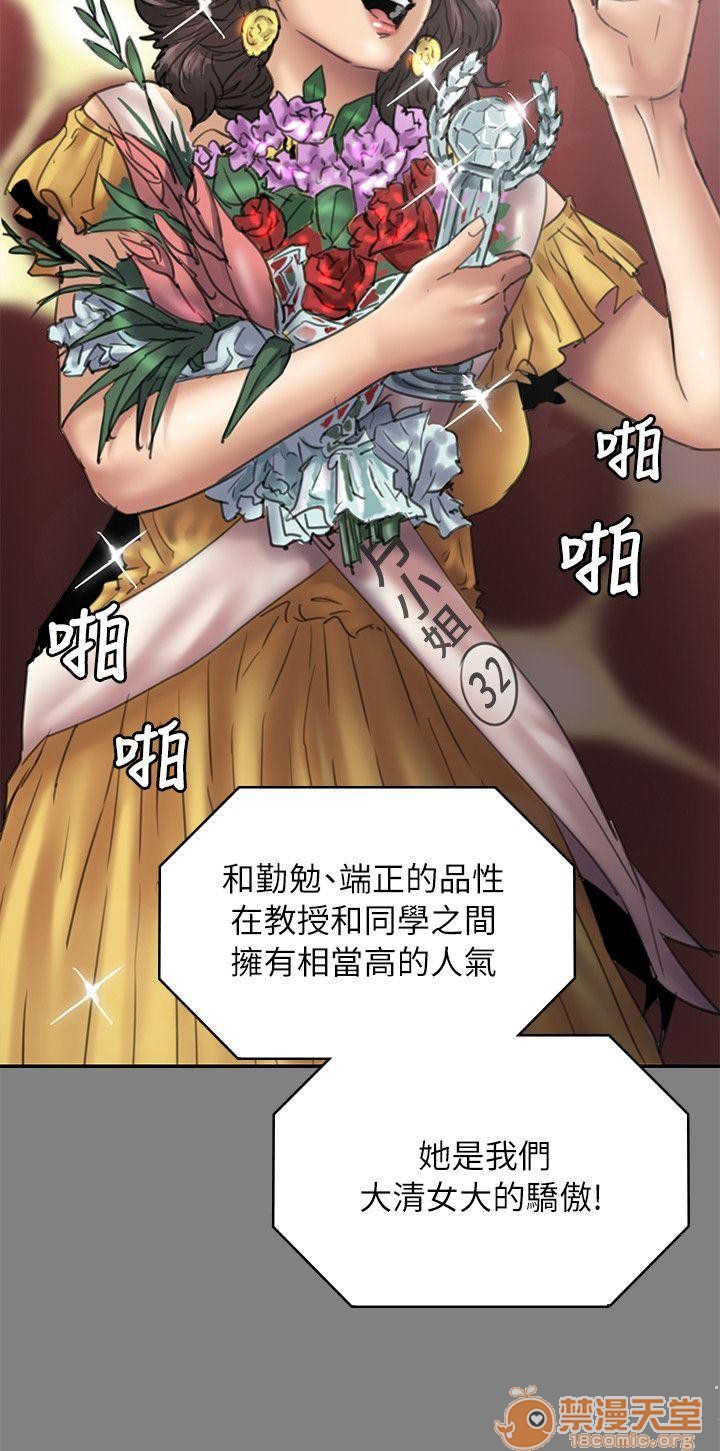 啪
啪
月小姐
32
啪
啪
和勤勉、端正的品性
在教授和同學之間
擁有相當高的人氣
她是我們
大清女大的驕傲!
禁漫天堂
18comic.org